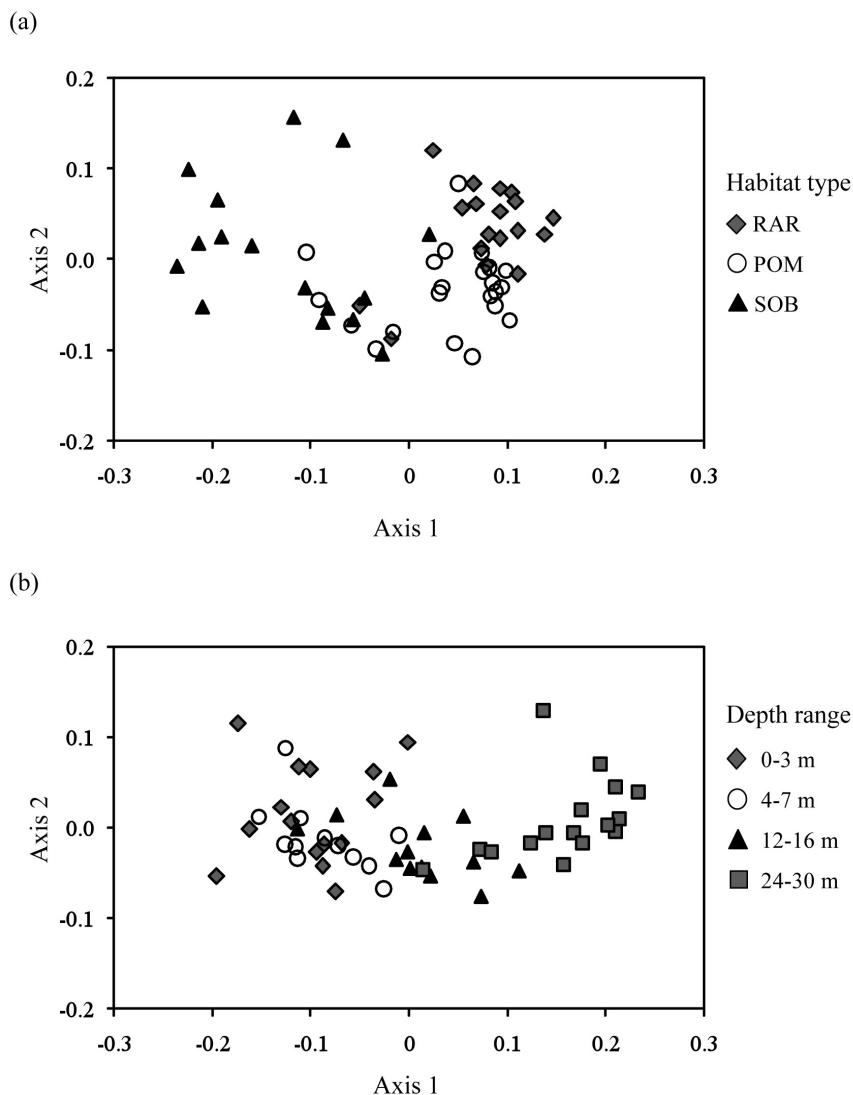 (a)
0.2
0.1
0.0
-0.1
-0.2
Axis 2
-0.3 -0.2 -0.1 0 0.1 0.2 0.3
Axis 1
Habitat type
RAR
POM
SOB
(b)
0.2
0.1
0.0
-0.1
-0.2
Axis 2
-0.3 -0.2 -0.1 0 0.1 0.2 0.3
Axis 1
Depth range
0-3 m
4-7 m
12-16 m
24-30 m